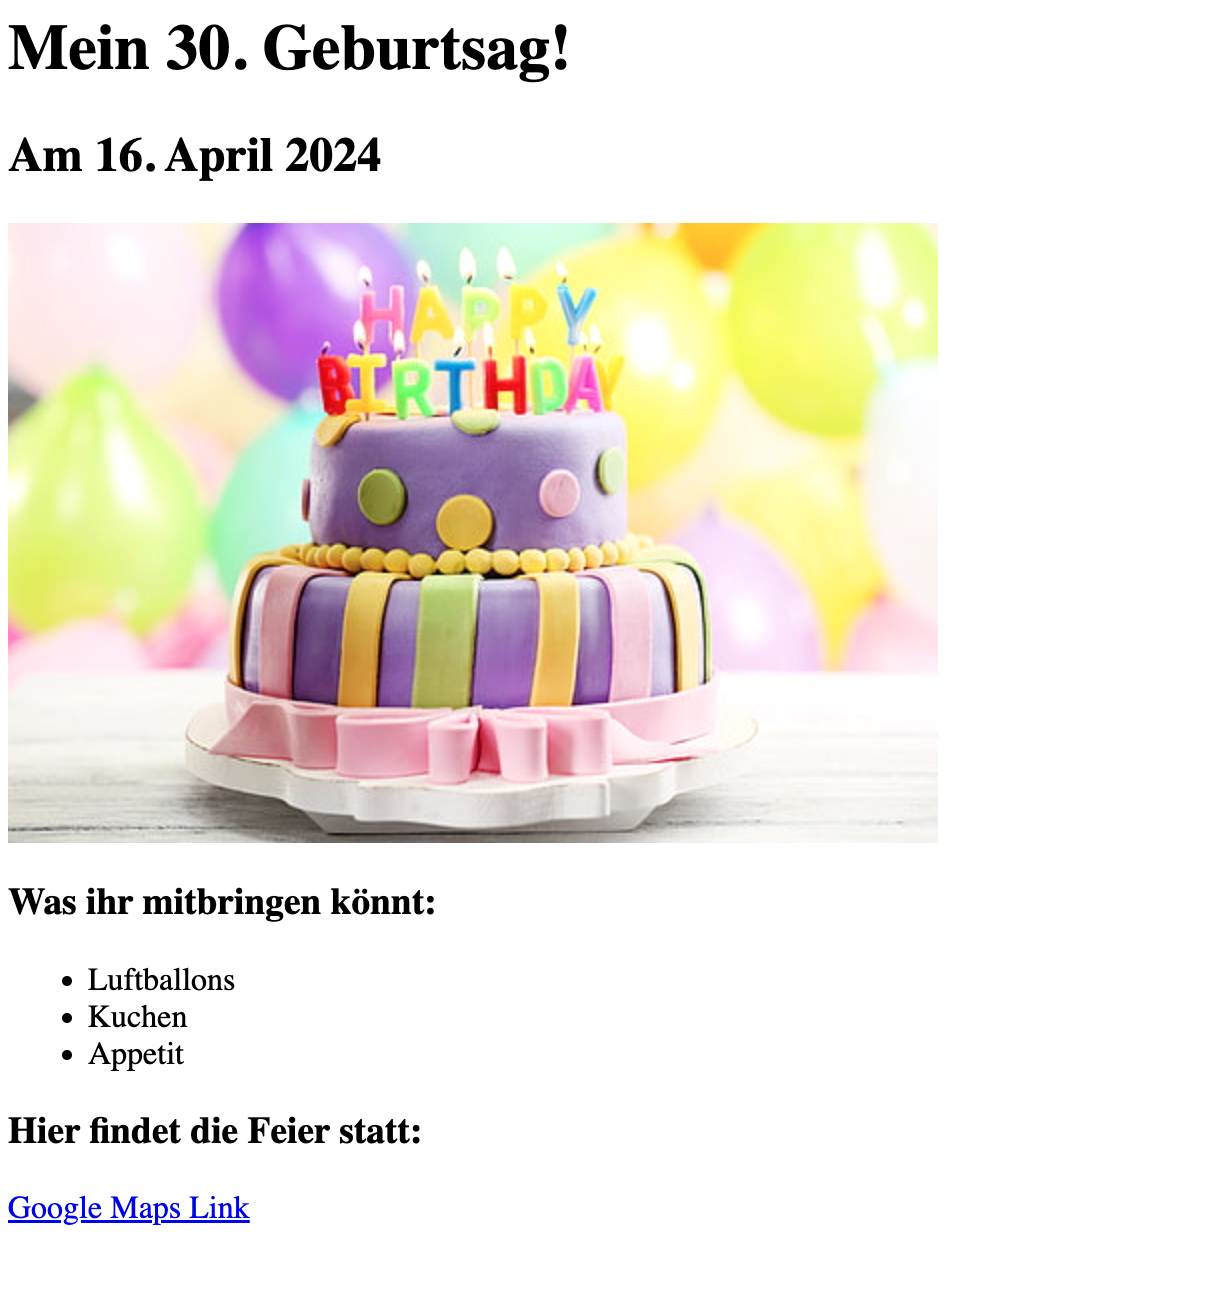 Mein 30. Geburtsag!
Am 16. April 2024
HAPPY
BIRTHDAY
Was ihr mitbringen könnt:
• Luftballons
• Kuchen
• Appetit
Hier findet die Feier statt:
Google Maps Link